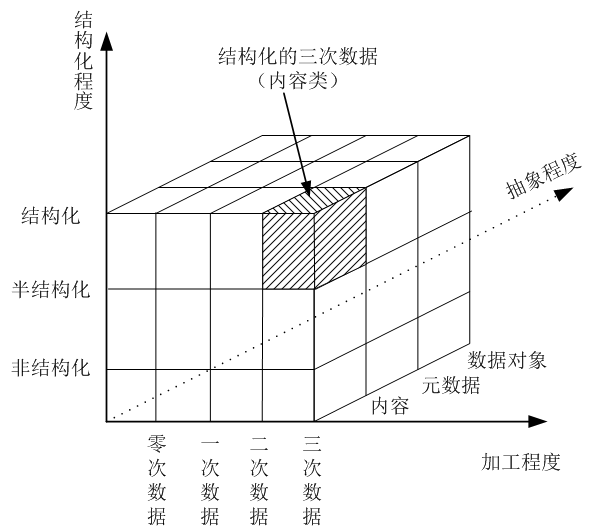 结构化程度
结构化的三次数据
（内容类）
抽象程度
结构化
半结构化
非结构化
数据对象
元数据
内容
零次数据
一次数据
二次数据
三次数据
加工程度